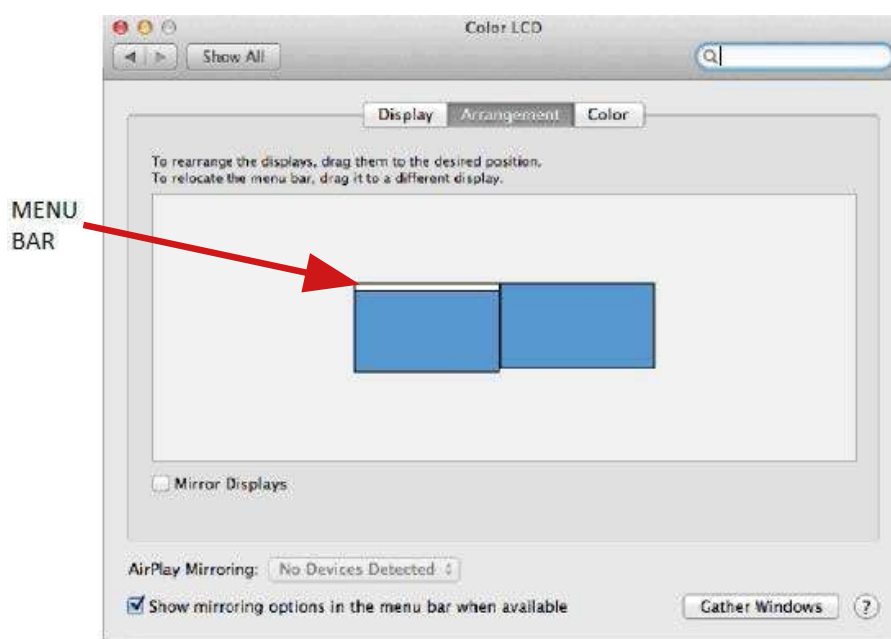 Color LCD
Show All
Display Arrangement Color
To rearrange the displays, drag them to the desired position.
To relocate the menu bar, drag it to a different display.
MENU
BAR
Mirror Displays
AirPlay Mirroring: No Devices Detected
Show mirroring options in the menu bar when available
Gather Windows ?